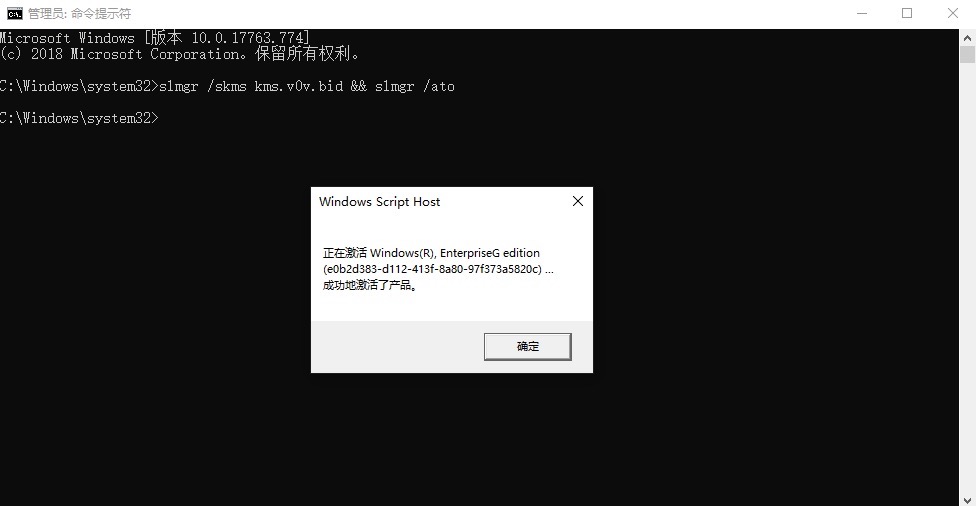 管理员: 命令提示符
Microsoft Windows [版本 10.0.17763.774]
(c) 2018 Microsoft Corporation。保留所有权利。
C:\Windows\system32>slmgr /skms kms.v0v.bid && slmgr /ato
C:\Windows\system32>
Windows Script Host
正在激活 Windows(R), EnterpriseG edition
(e0b2d383-d112-413f-8a80-97f373a5820c) ...
成功地激活了产品。
确定